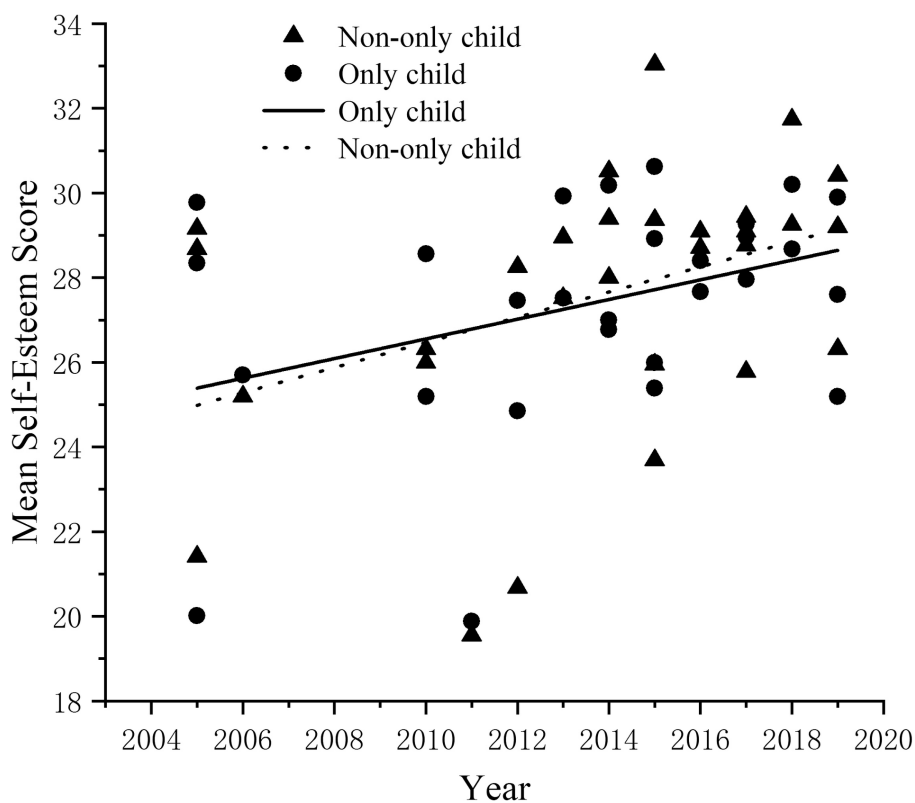 Non-only child
Only child
Only child
Non-only child
Mean Self-Esteem Score
34
32
30
28
26
24
22
20
18
2004 2006 2008 2010 2012 2014 2016 2018 2020
Year